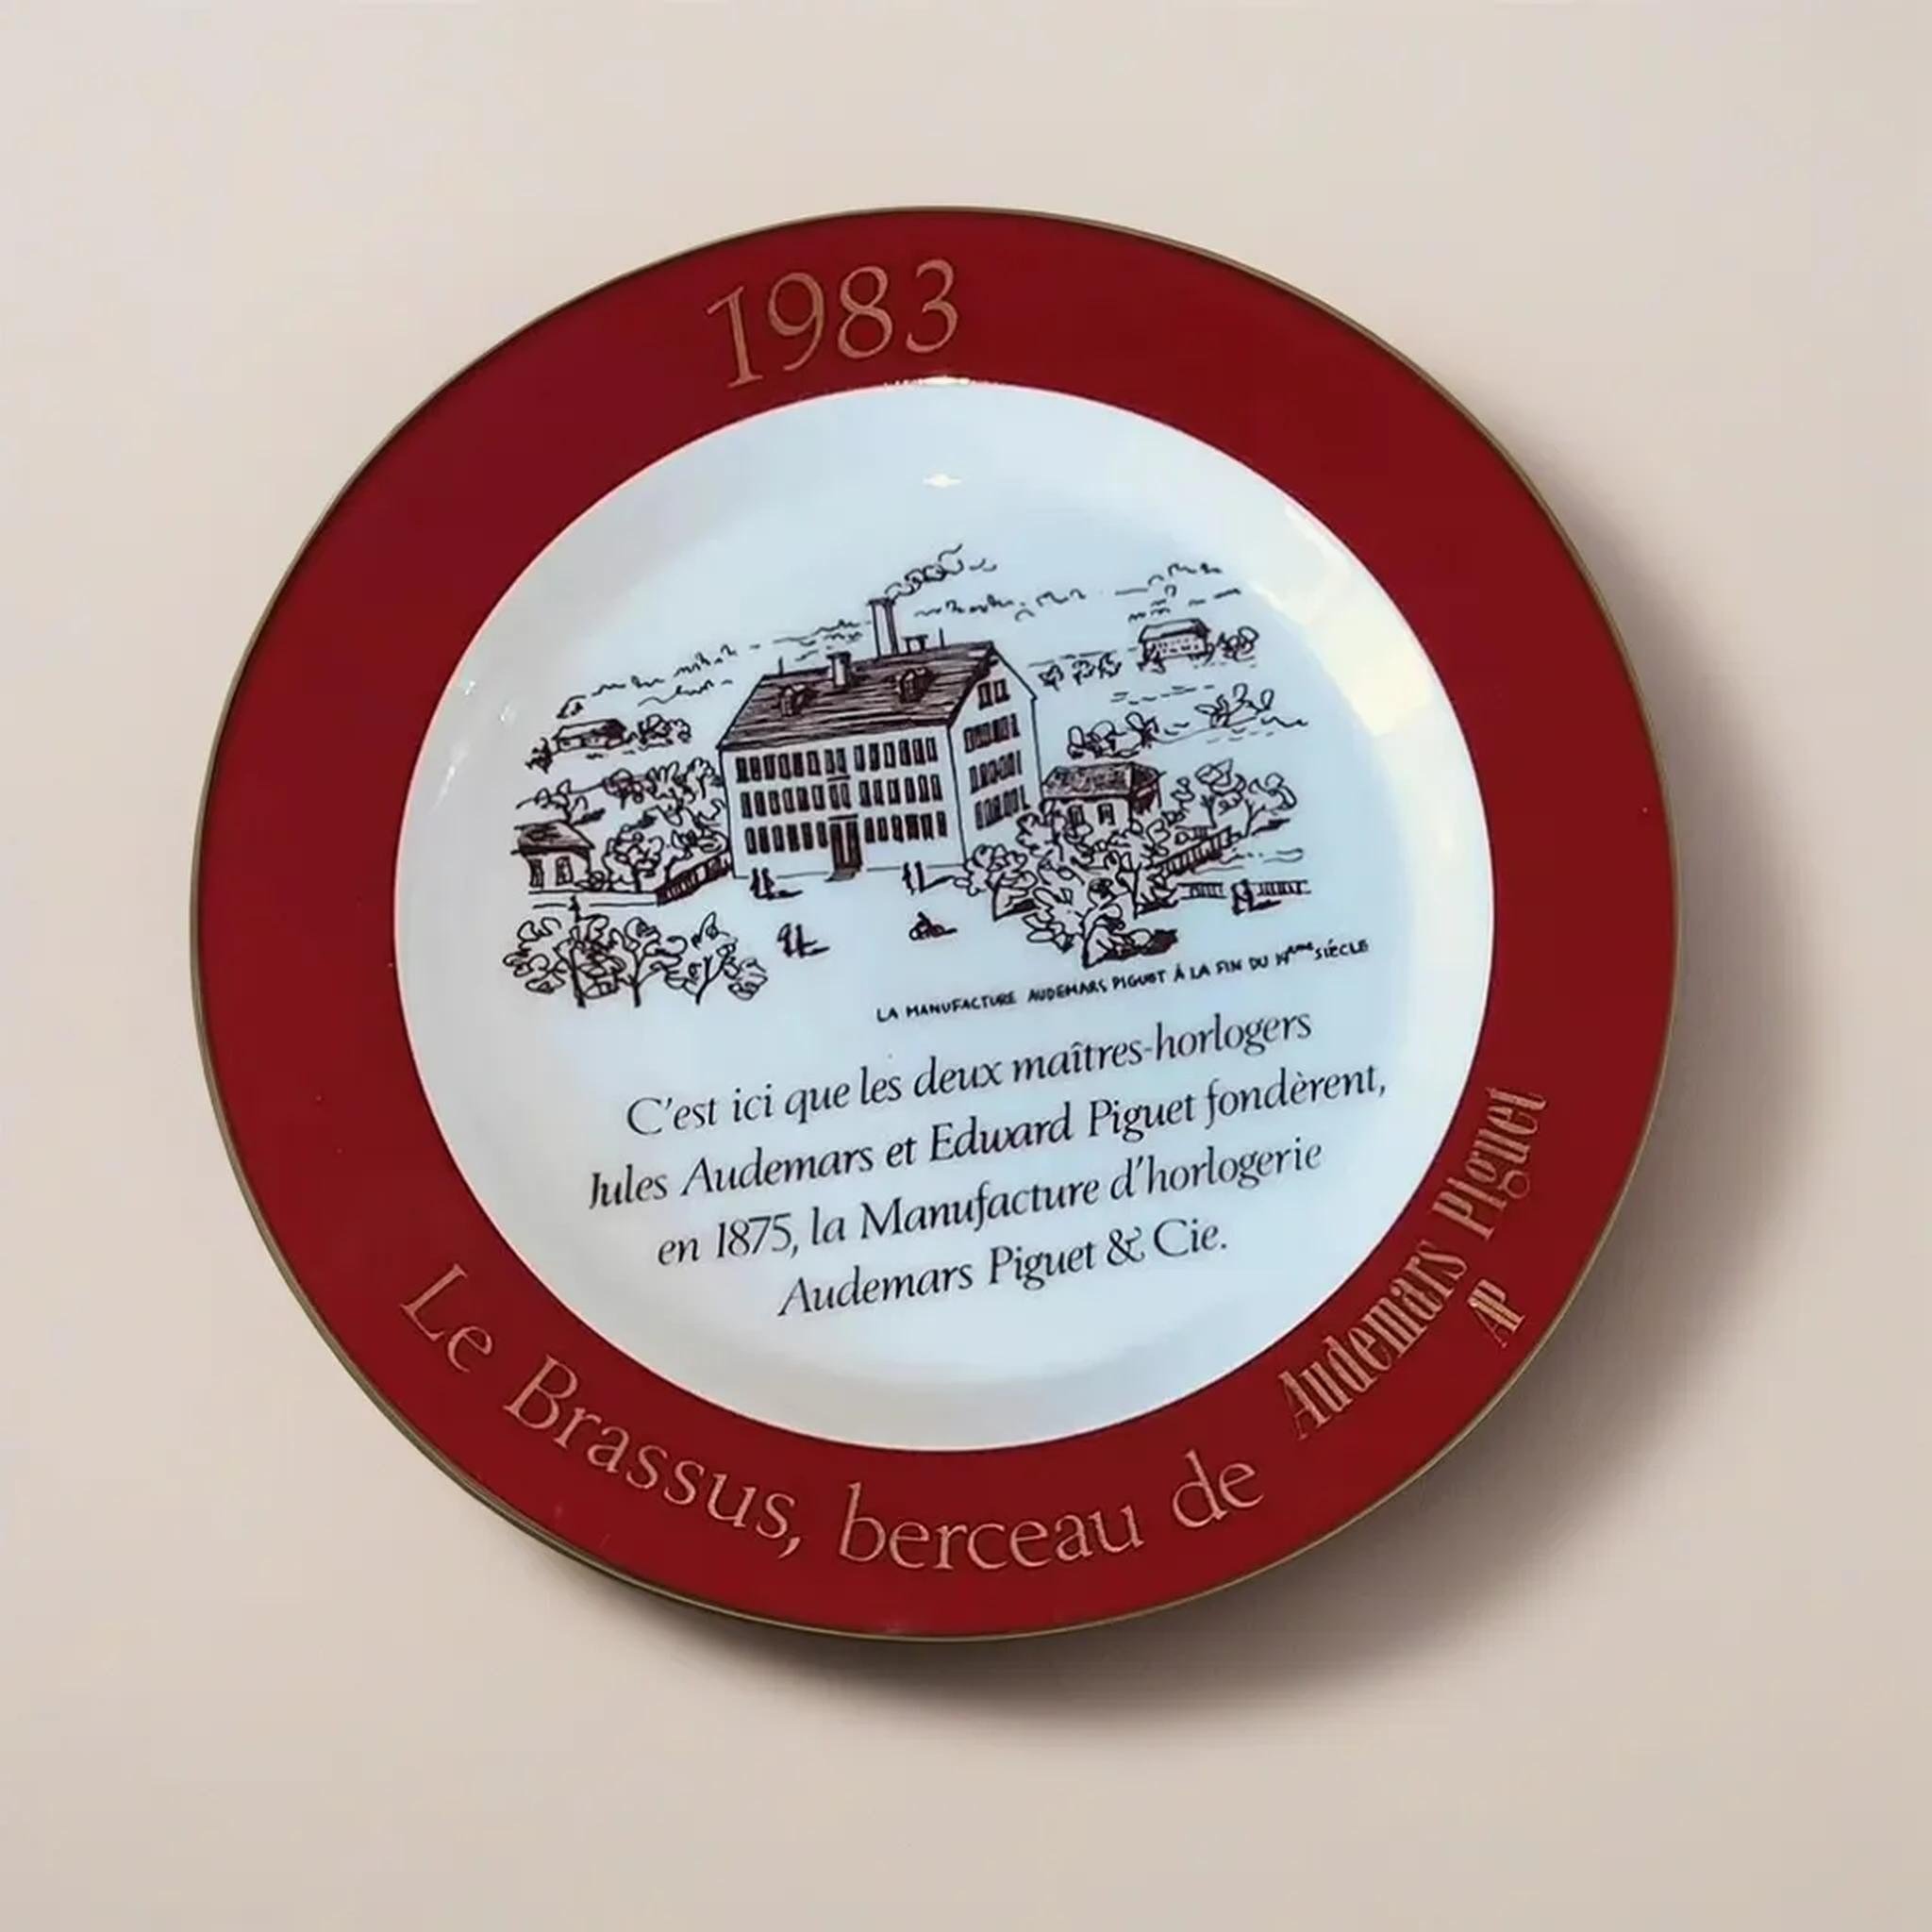 1983
LA MANUFACTURE AUDEMARS PIGUET À LA FIN DU 19ème SIÈCLE
C'est ici que les deux maîtres-horlogers
Jules Audemars et Edward Piguet fondèrent,
en 1875, la Manufacture d'horlogerie
Audemars Piguet & Cie.
Le Brassus, berceau de Audemars Piguet
AP